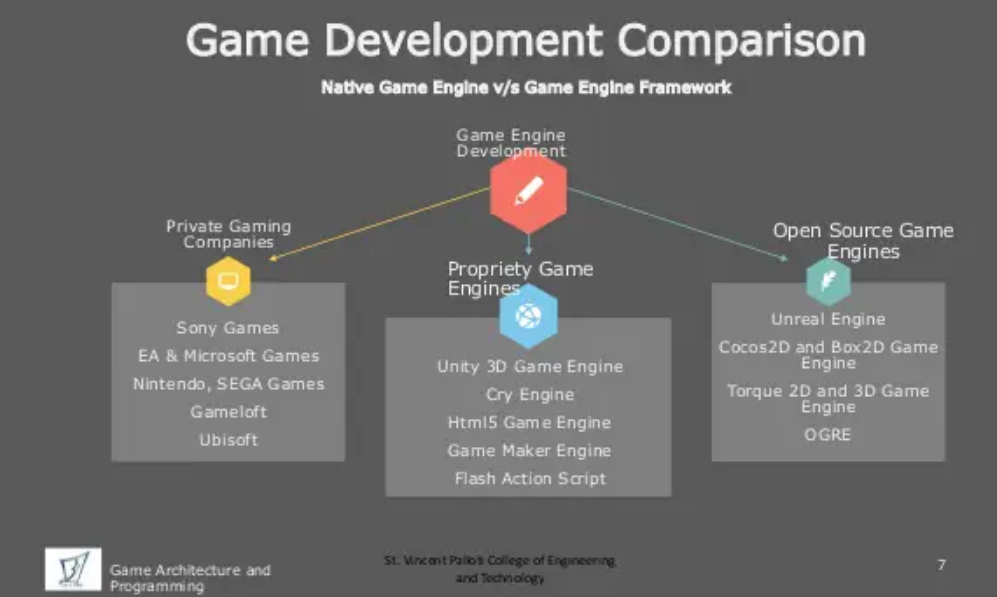 Game Development Comparison
Native Game Engine v/s Game Engine Framework
Game Engine
Development
Private Gaming
Companies
Sony Games
EA & Microsoft Games
Nintendo, SEGA Games
Gameloft
Ubisoft
Propriety Game
Engines
Unity 3D Game Engine
Cry Engine
Html5 Game Engine
Game Maker Engine
Flash Action Script
Open Source Game
Engines
Unreal Engine
Cocos2D and Box2D Game
Engine
Torque 2D and 3D Game
Engine
OGRE
Game Architecture and
Programming
St. Vincent Pallotti College of Engineering
and Technology
7